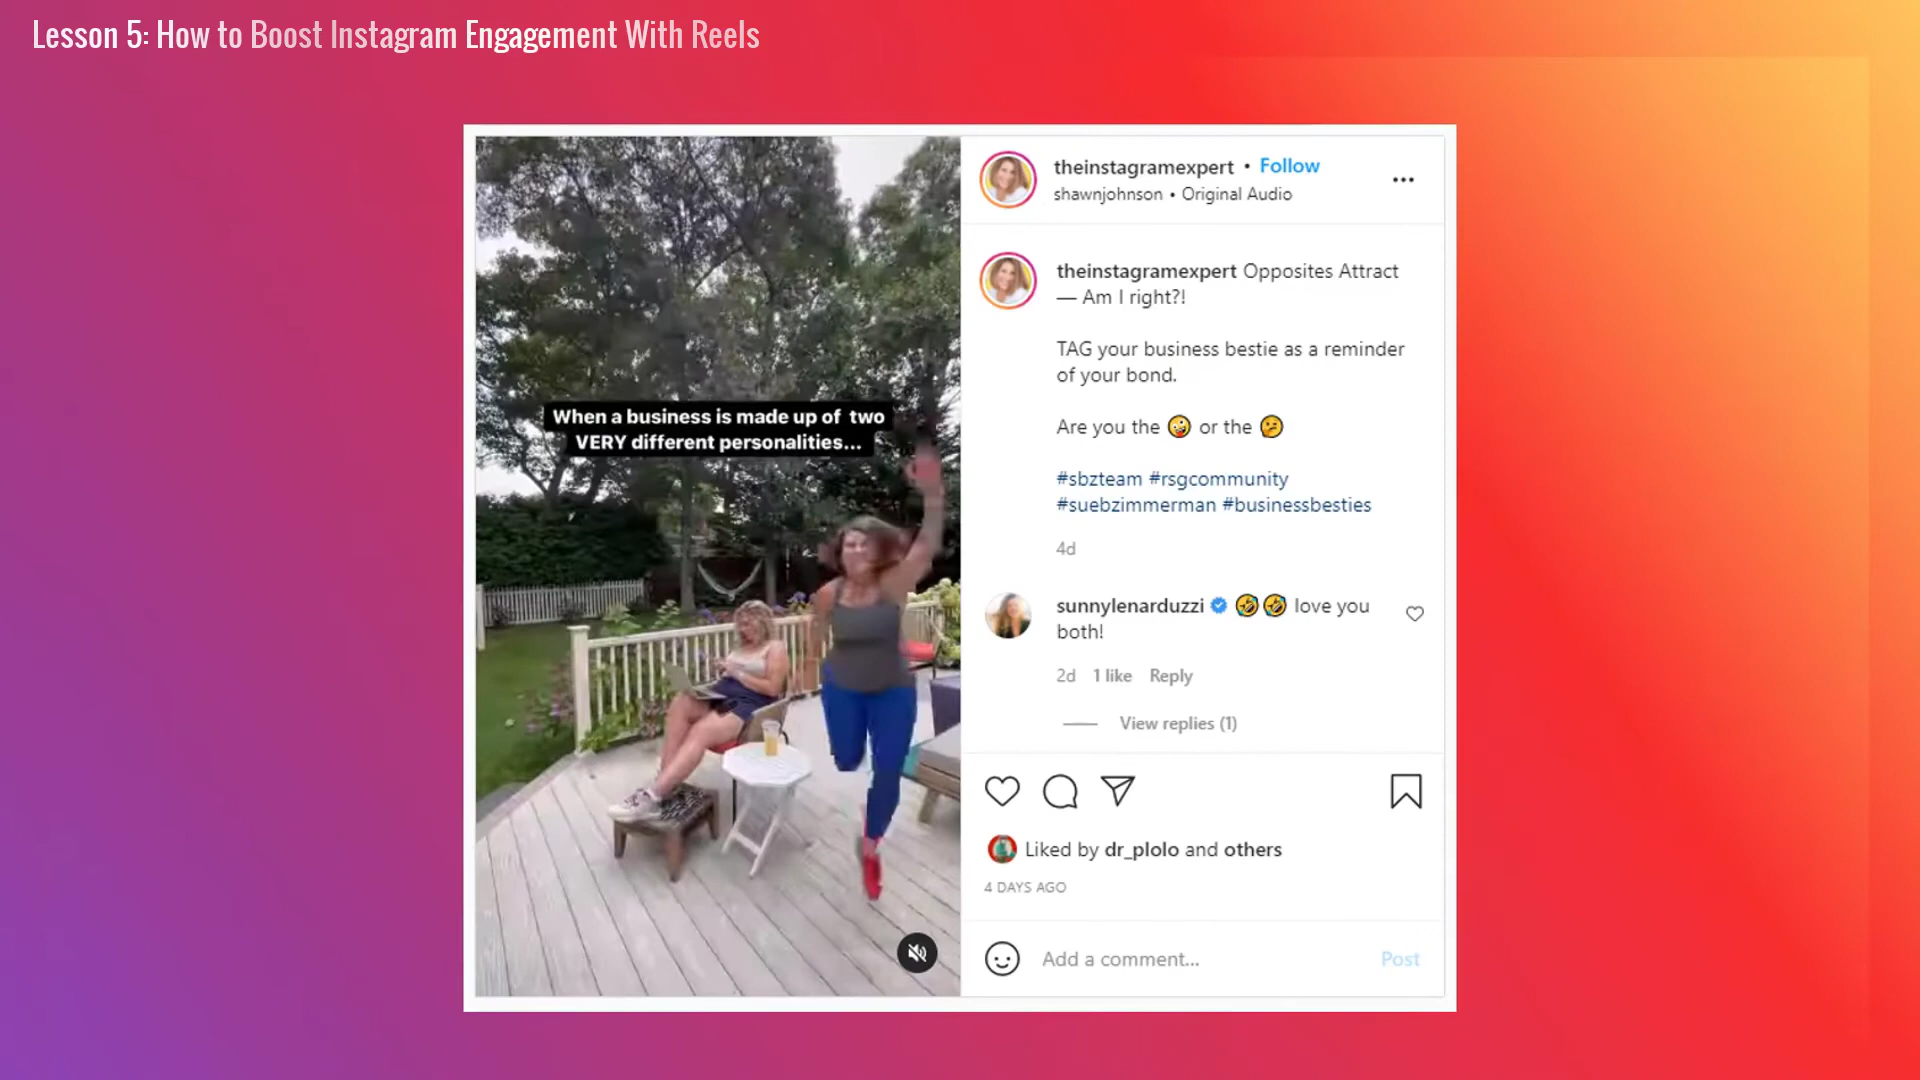 Lesson 5: How to Boost Instagram Engagement With Reels
When a business is made up of two
VERY different personalities...
theinstagramexpert • Follow
shawnjohnson • Original Audio
theinstagramexpert Opposites Attract
— Am I right?!
TAG your business bestie as a reminder
of your bond.
Are you the 🤪 or the 🤨
#sbzteam #rsgcommunity
#suebzimmerman #businessbesties
4d
sunnylenarduzzi 🤣🤣 love you
both!
2d 1 like Reply
View replies (1)
Liked by dr_plolo and others
4 DAYS AGO
Add a comment... Post